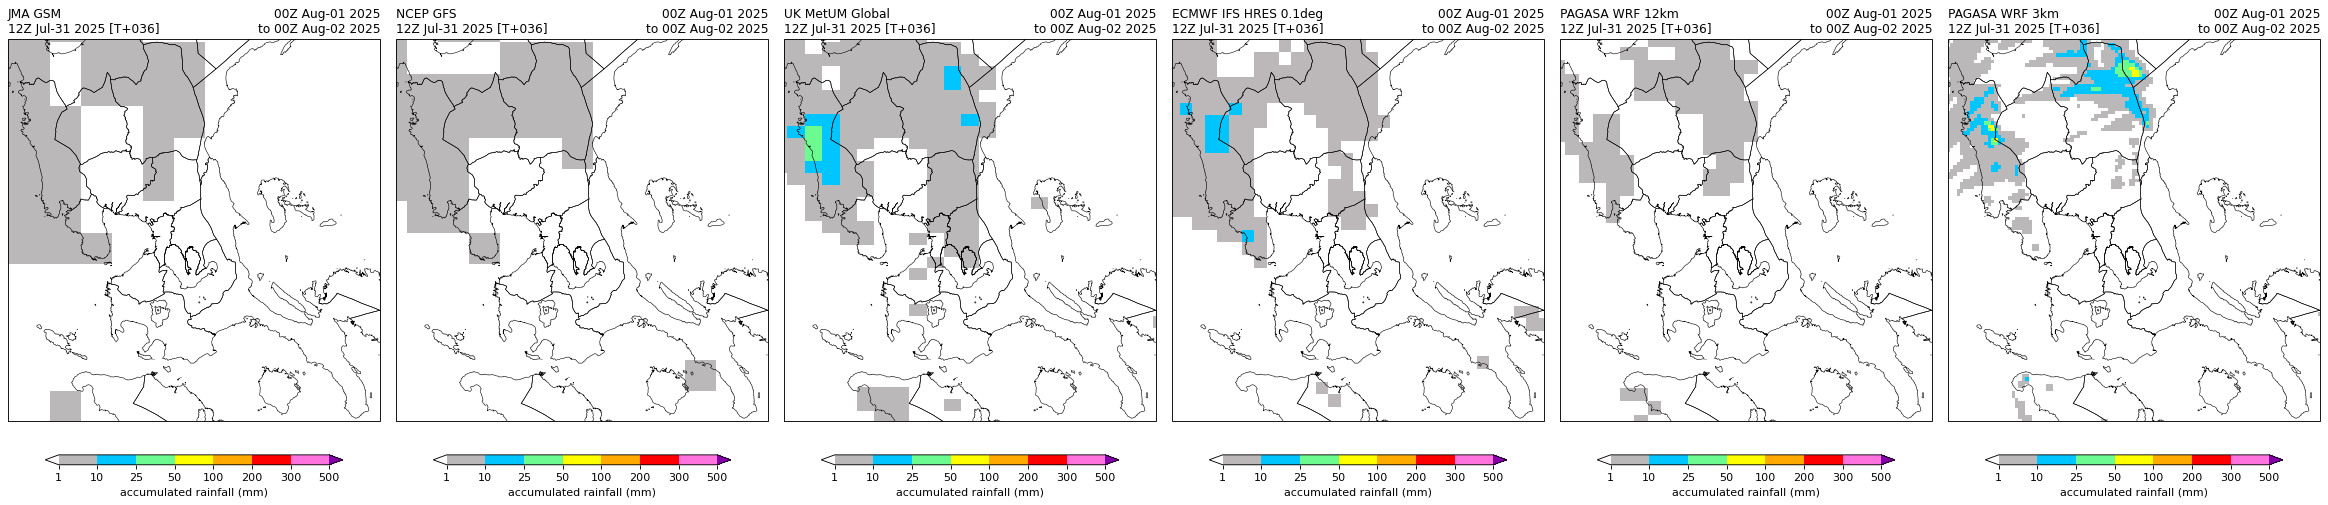 JMA GSM 00Z Aug-01 2025
12Z Jul-31 2025 [T+036] to 00Z Aug-02 2025
1 10 25 50 100 200 300 500
accumulated rainfall (mm)
NCEP GFS 00Z Aug-01 2025
12Z Jul-31 2025 [T+036] to 00Z Aug-02 2025
1 10 25 50 100 200 300 500
accumulated rainfall (mm)
UK MetUM Global 00Z Aug-01 2025
12Z Jul-31 2025 [T+036] to 00Z Aug-02 2025
1 10 25 50 100 200 300 500
accumulated rainfall (mm)
ECMWF IFS HRES 0.1deg 00Z Aug-01 2025
12Z Jul-31 2025 [T+036] to 00Z Aug-02 2025
1 10 25 50 100 200 300 500
accumulated rainfall (mm)
PAGASA WRF 12km 00Z Aug-01 2025
12Z Jul-31 2025 [T+036] to 00Z Aug-02 2025
1 10 25 50 100 200 300 500
accumulated rainfall (mm)
PAGASA WRF 3km 00Z Aug-01 2025
12Z Jul-31 2025 [T+036] to 00Z Aug-02 2025
1 10 25 50 100 200 300 500
accumulated rainfall (mm)